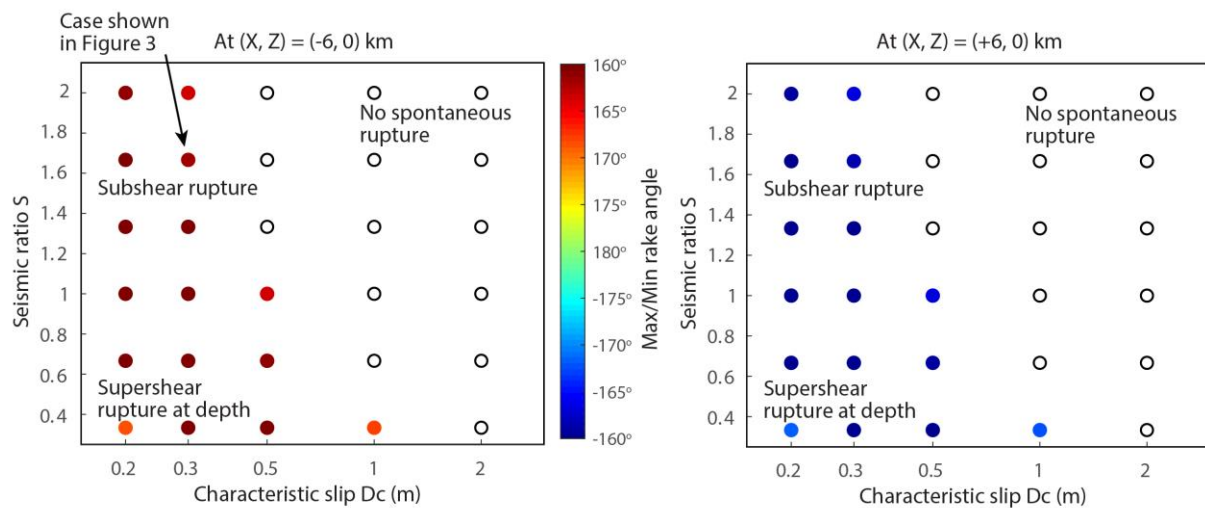 Case shown
in Figure 3
At (X, Z) = (-6, 0) km
2
1.8
1.6
1.4
1.2
1
0.8
0.6
0.4
Seismic ratio S
No spontaneous
rupture
Subshear rupture
Supershear
rupture at depth
0.2
0.3
0.5
1
2
Characteristic slip Dc (m)
160°
165°
170°
175°
-175°
-170°
-165°
-160°
Max/Min rake angle
At (X, Z) = (+6, 0) km
2
1.8
1.6
1.4
1.2
1
0.8
0.6
0.4
Seismic ratio S
No spontaneous
rupture
Subshear rupture
Supershear
rupture at depth
0.2
0.3
0.5
1
2
Characteristic slip Dc (m)